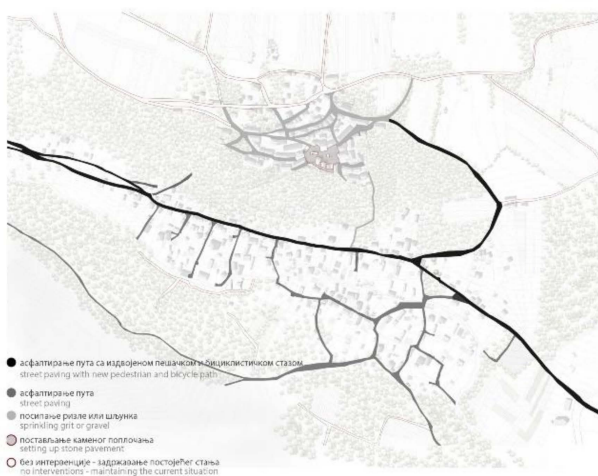 асфалтирање пута са издвојеном пешачком и бициклистичком стазом
street paving with new pedestrian and bicycle path
асфалтирање пута
street paving
посипање ризле или шљунка
sprinkling grit or gravel
постављање каменог поплочања
setting up stone pavement
без интервенције - задржавање постојећег стања
no interventions - maintaining the current situation